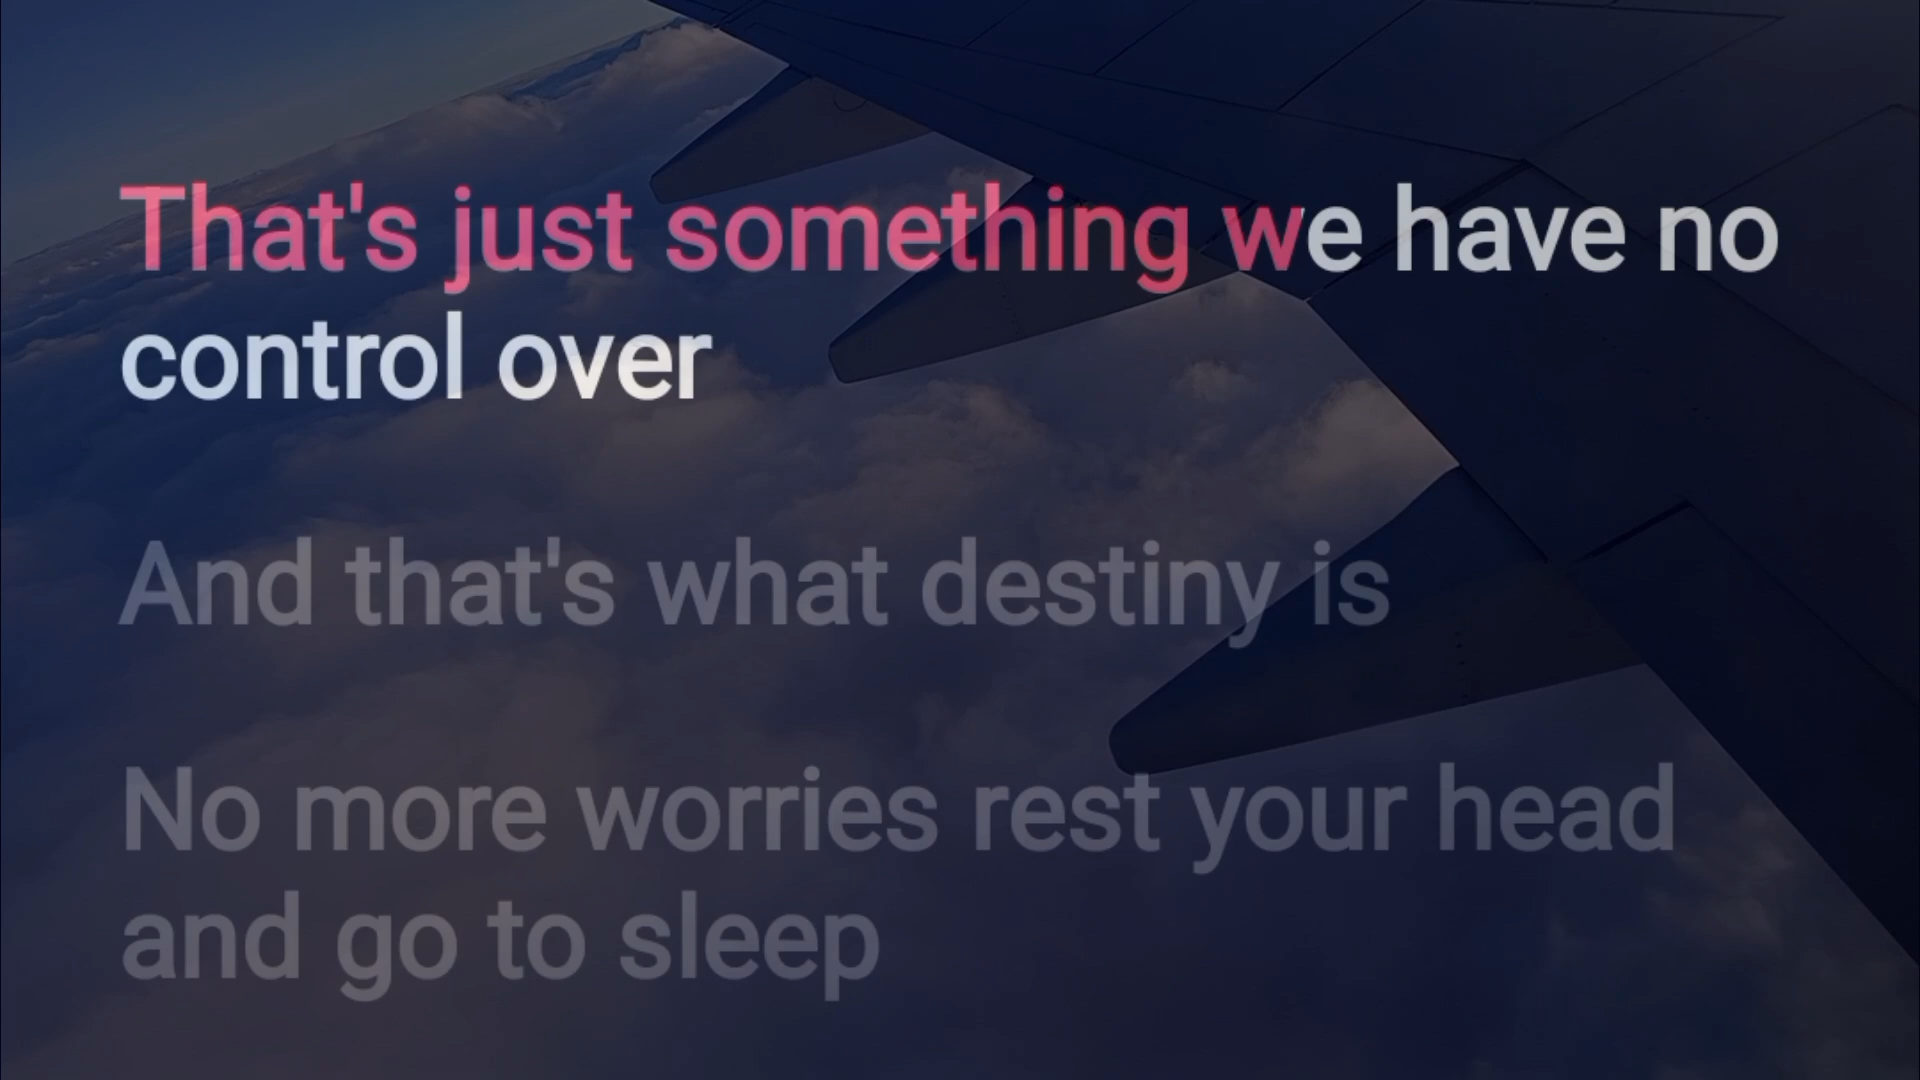 That's just something we have no
control over
And that's what destiny is
No more worries rest your head
and go to sleep